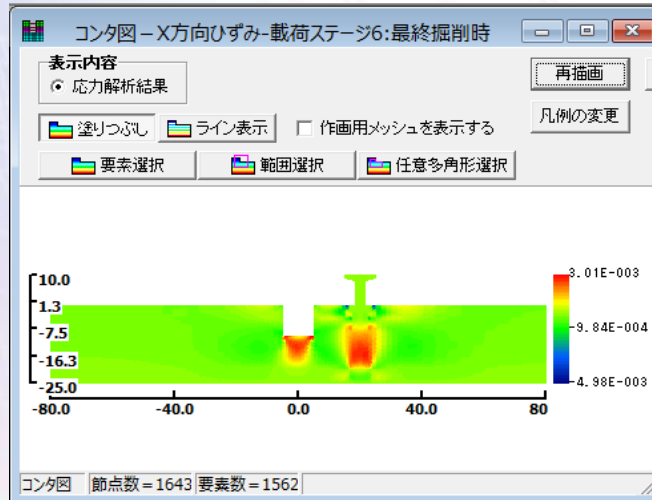 コンタ図－X方向ひずみ-載荷ステージ6:最終掘削時
表示内容
応力解析結果
再描画
塗りつぶし
ライン表示
作画用メッシュを表示する
凡例の変更
要素選択
範囲選択
任意多角形選択
10.0
1.3
-7.5
-16.3
-25.0
-80.0
-40.0
0.0
40.0
80
3.01E-003
-9.84E-004
-4.98E-003
コンタ図
節点数=1643
要素数=1562